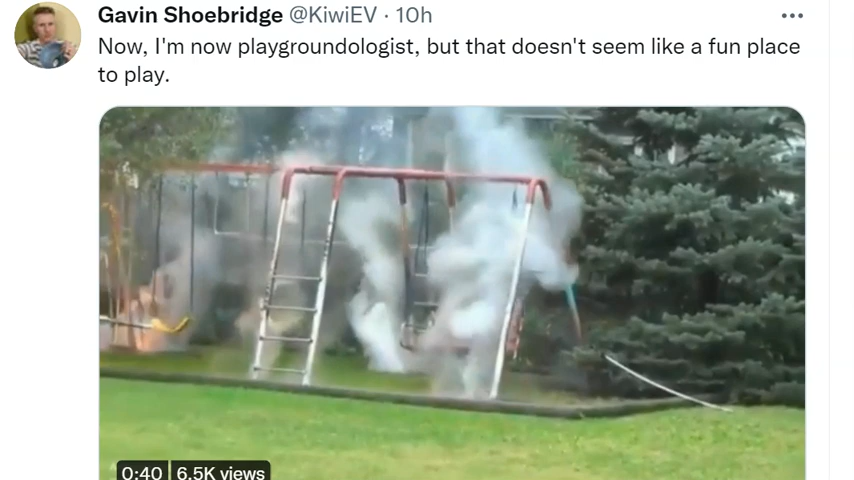 Gavin Shoebridge @KiwiEV · 10h
Now, I'm now playgroundologist, but that doesn't seem like a fun place
to play.
0:40 6.5K views